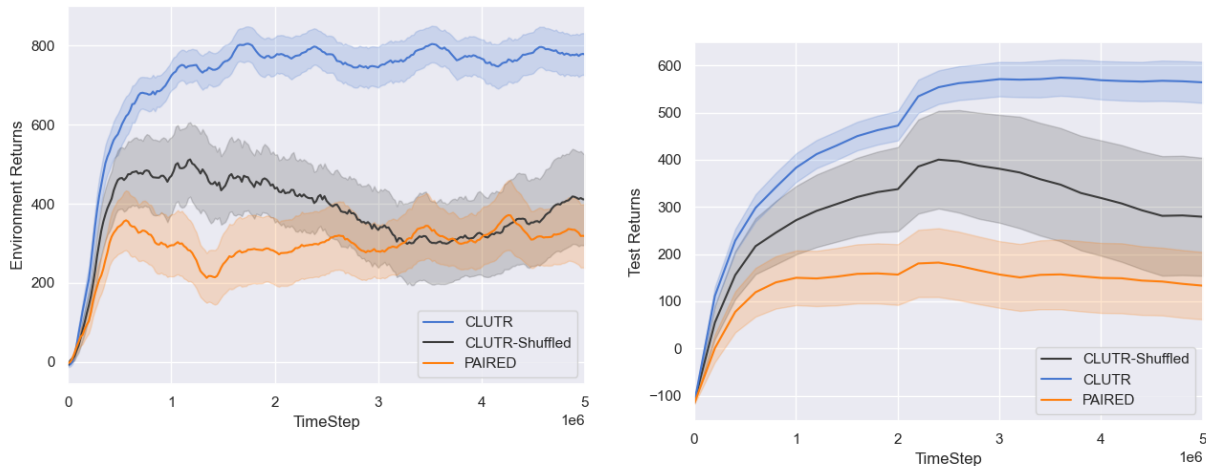 800
600
400
200
0
Environment Returns
0 1 2 3 4 5
1e6
TimeStep
CLUTR
CLUTR-Shuffled
PAIRED
600
500
400
300
200
100
0
−100
Test Returns
0 1 2 3 4 5
1e6
TimeStep
CLUTR-Shuffled
CLUTR
PAIRED